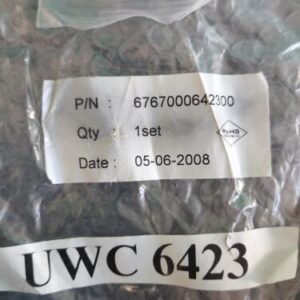 P/N : 6767000642300
Qty : 1set
RoHS
Date : 05-06-2008
UWC 6423